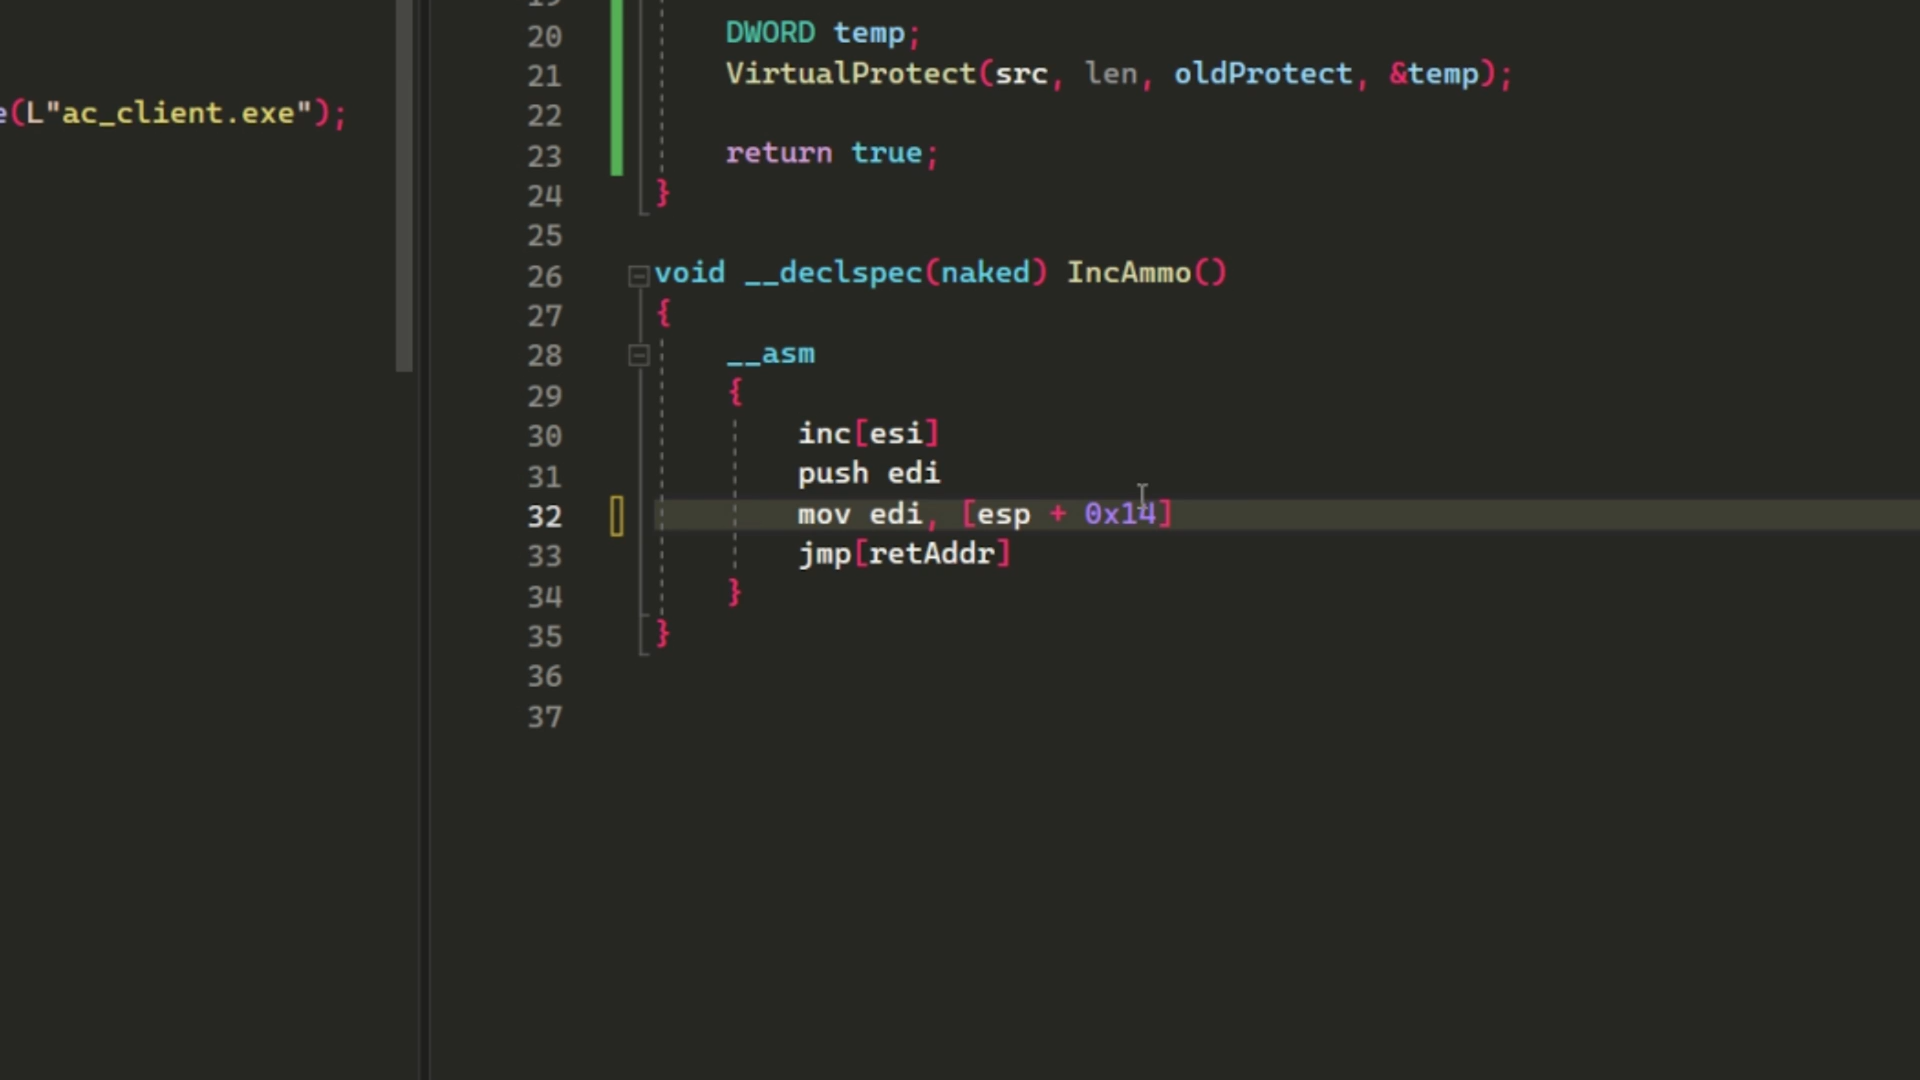 e(L"ac_client.exe");
20 DWORD temp;
21 VirtualProtect(src, len, oldProtect, &temp);
22
23 return true;
24 }
25
26 void __declspec(naked) IncAmmo()
27 {
28 __asm
29 {
30 inc[esi]
31 push edi
32 mov edi, [esp + 0x14]
33 jmp[retAddr]
34 }
35 }
36
37